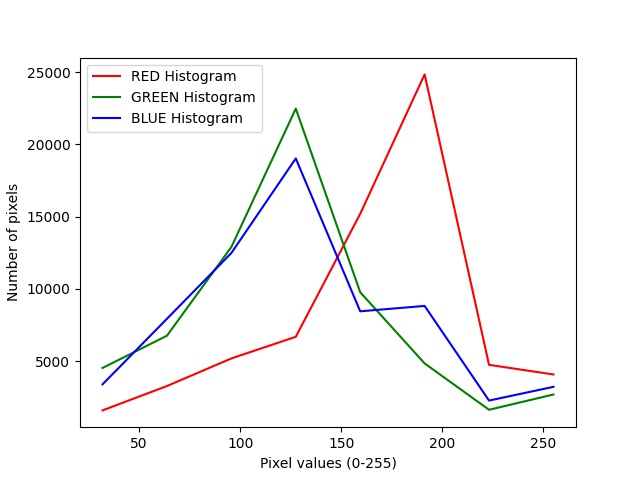 RED Histogram
GREEN Histogram
BLUE Histogram
25000
20000
15000
10000
5000
Number of pixels
50 100 150 200 250
Pixel values (0-255)